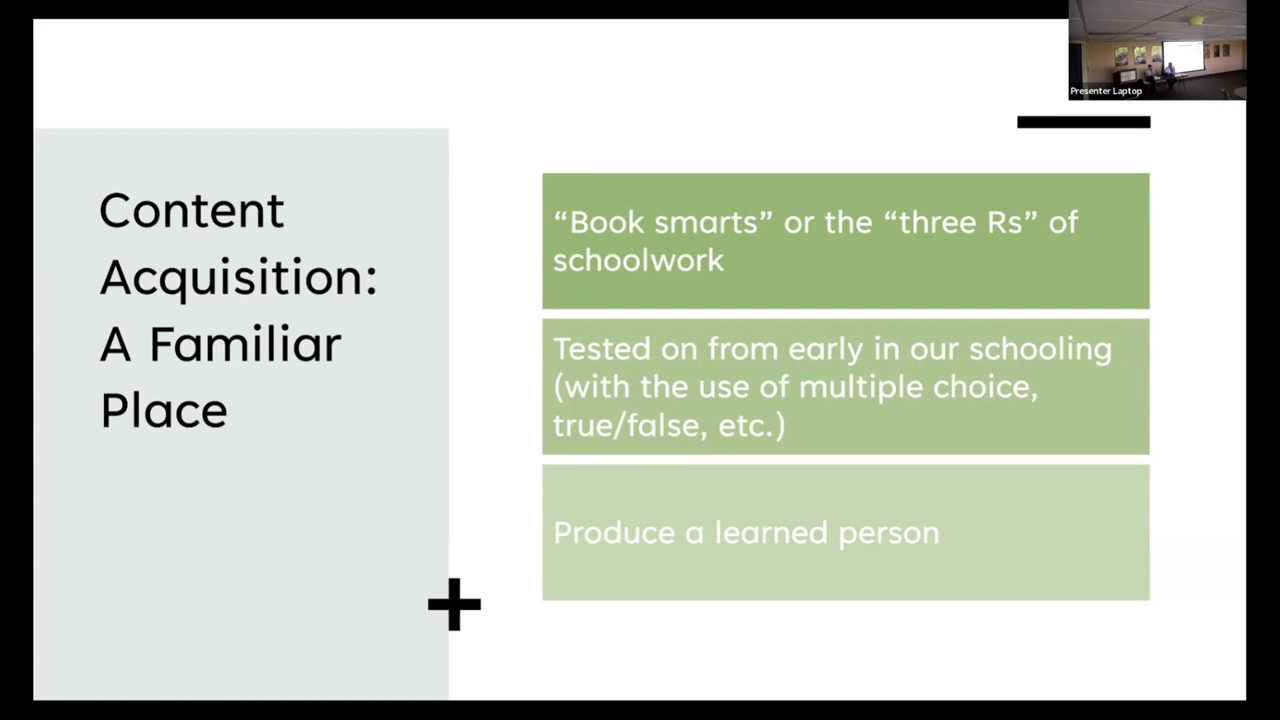 Presenter Laptop
Content
Acquisition:
A Familiar
Place
“Book smarts” or the “three Rs” of
schoolwork
Tested on from early in our schooling
(with the use of multiple choice,
true/false, etc.)
Produce a learned person